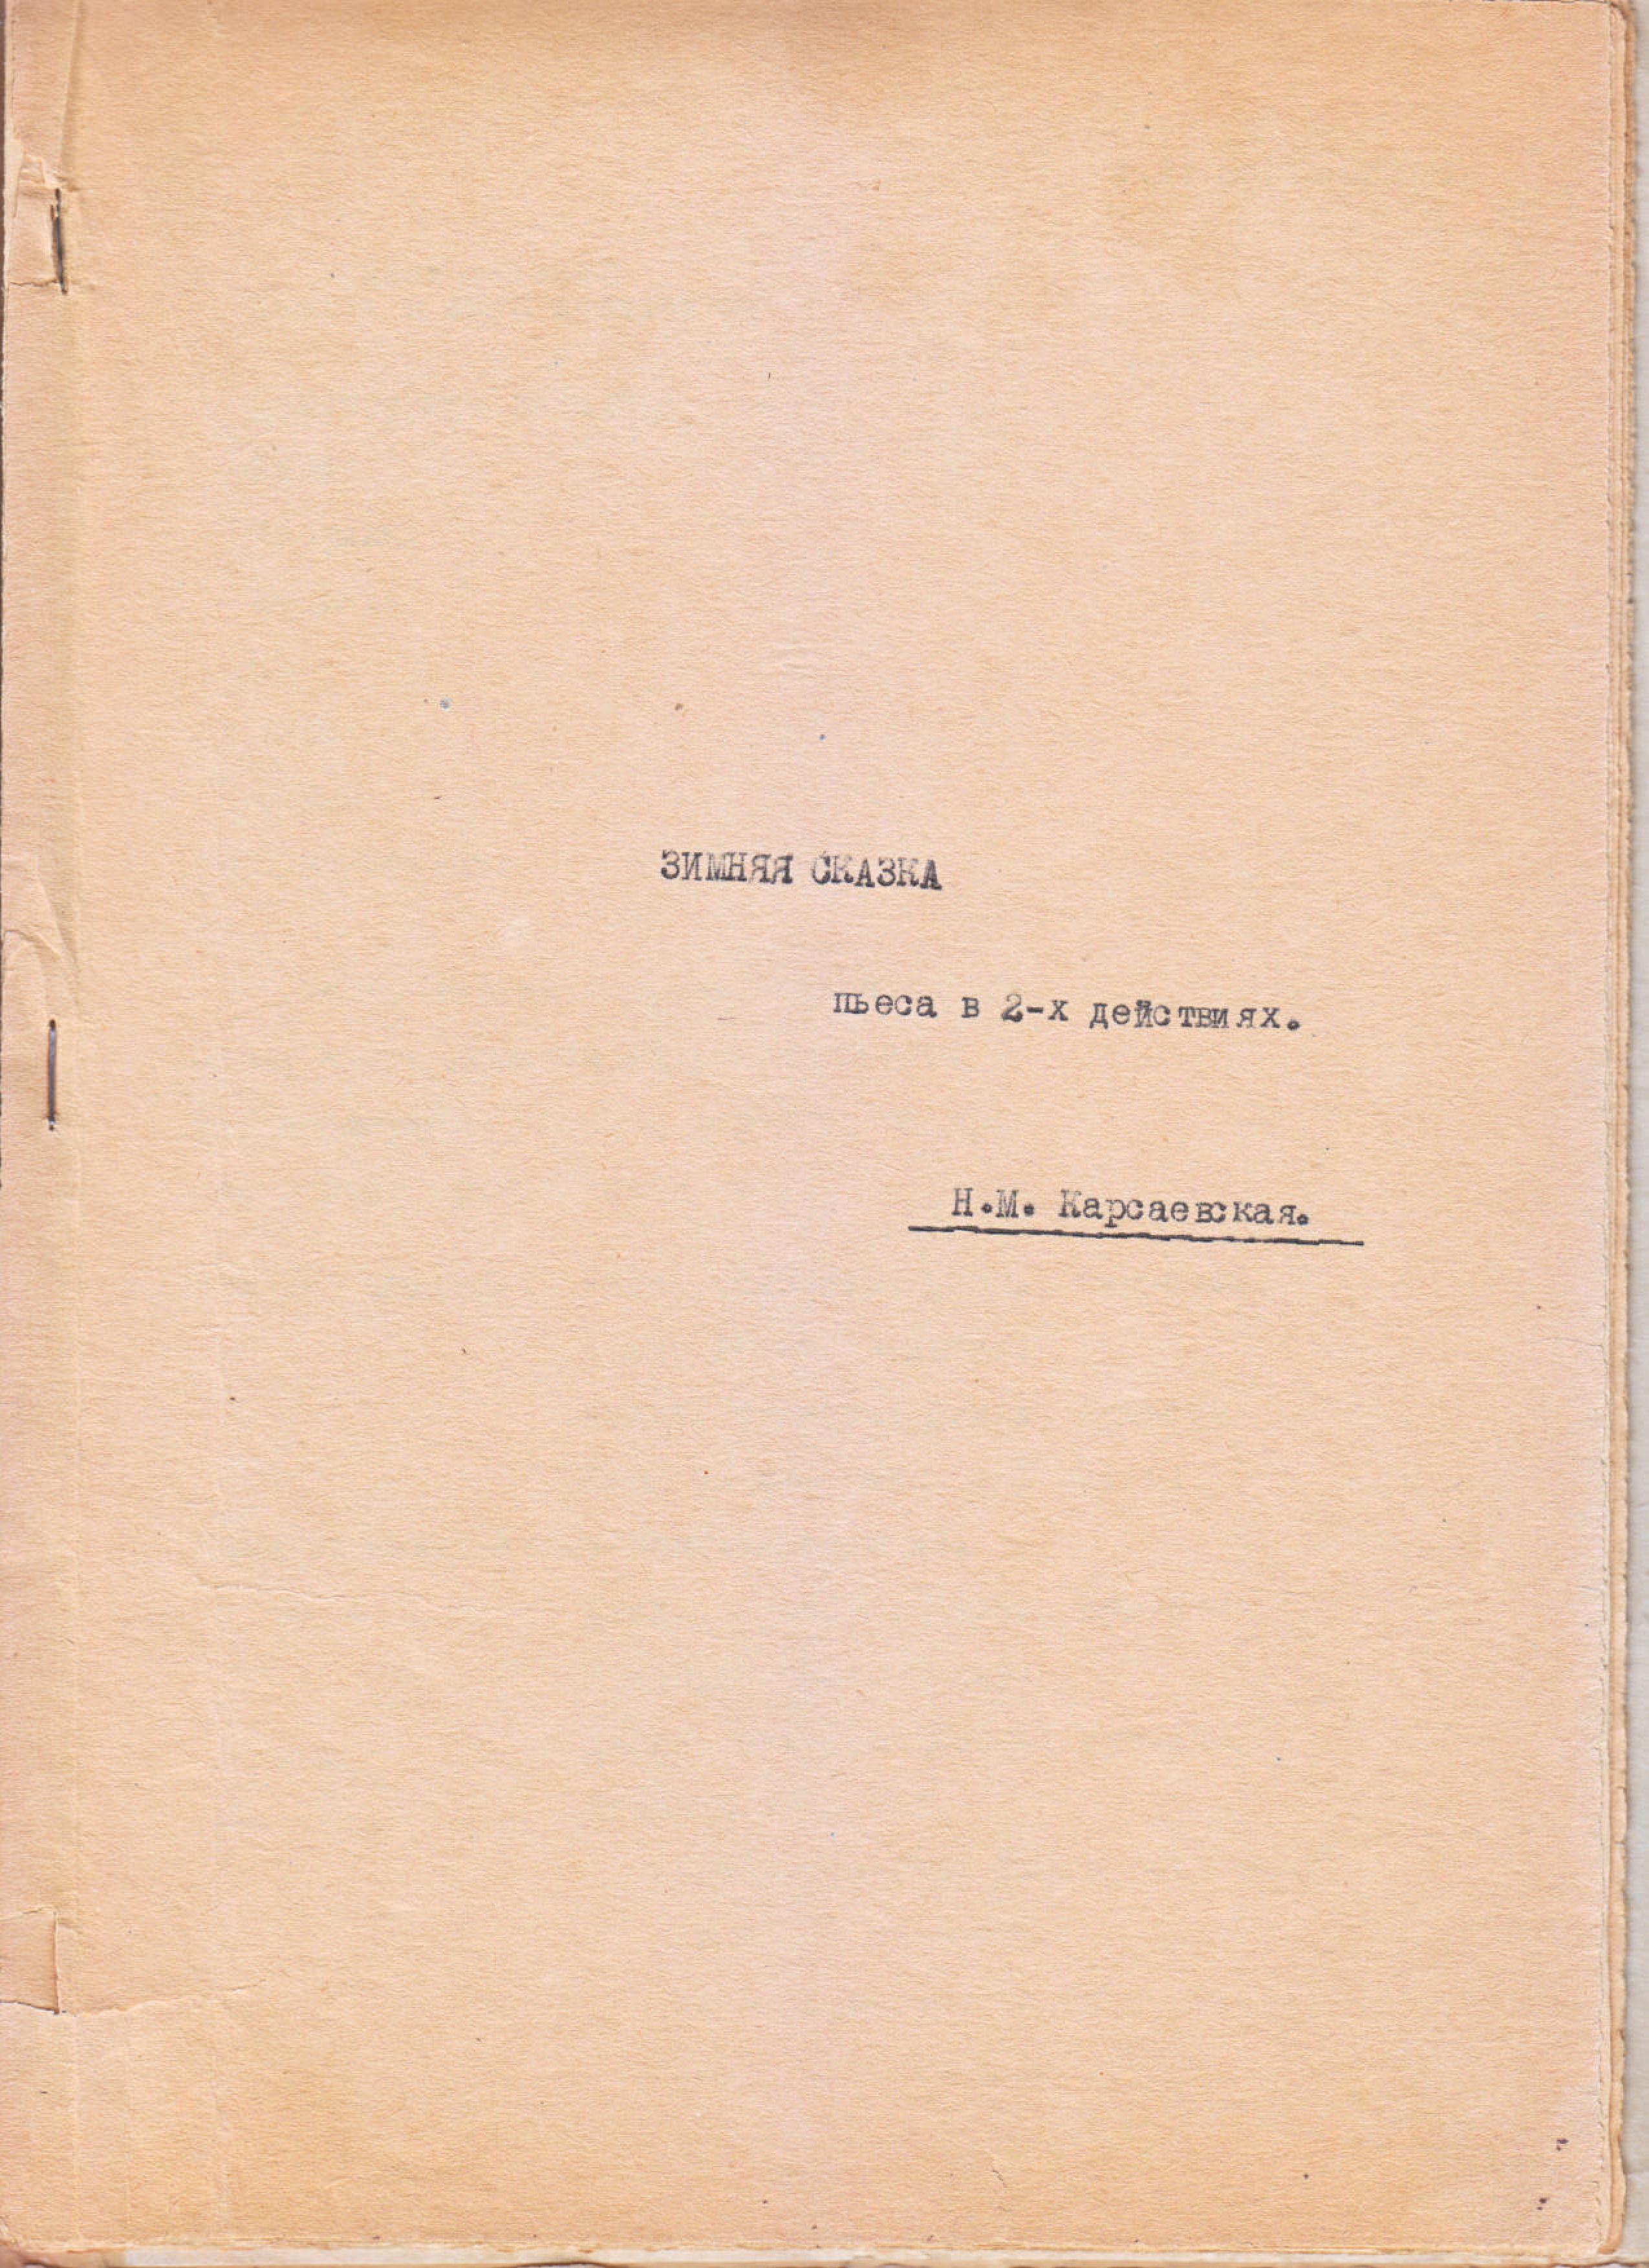 ЗИМНЯЯ СКАЗКА
пьеса в 2-х действиях.
Н.М. Карсаевская.